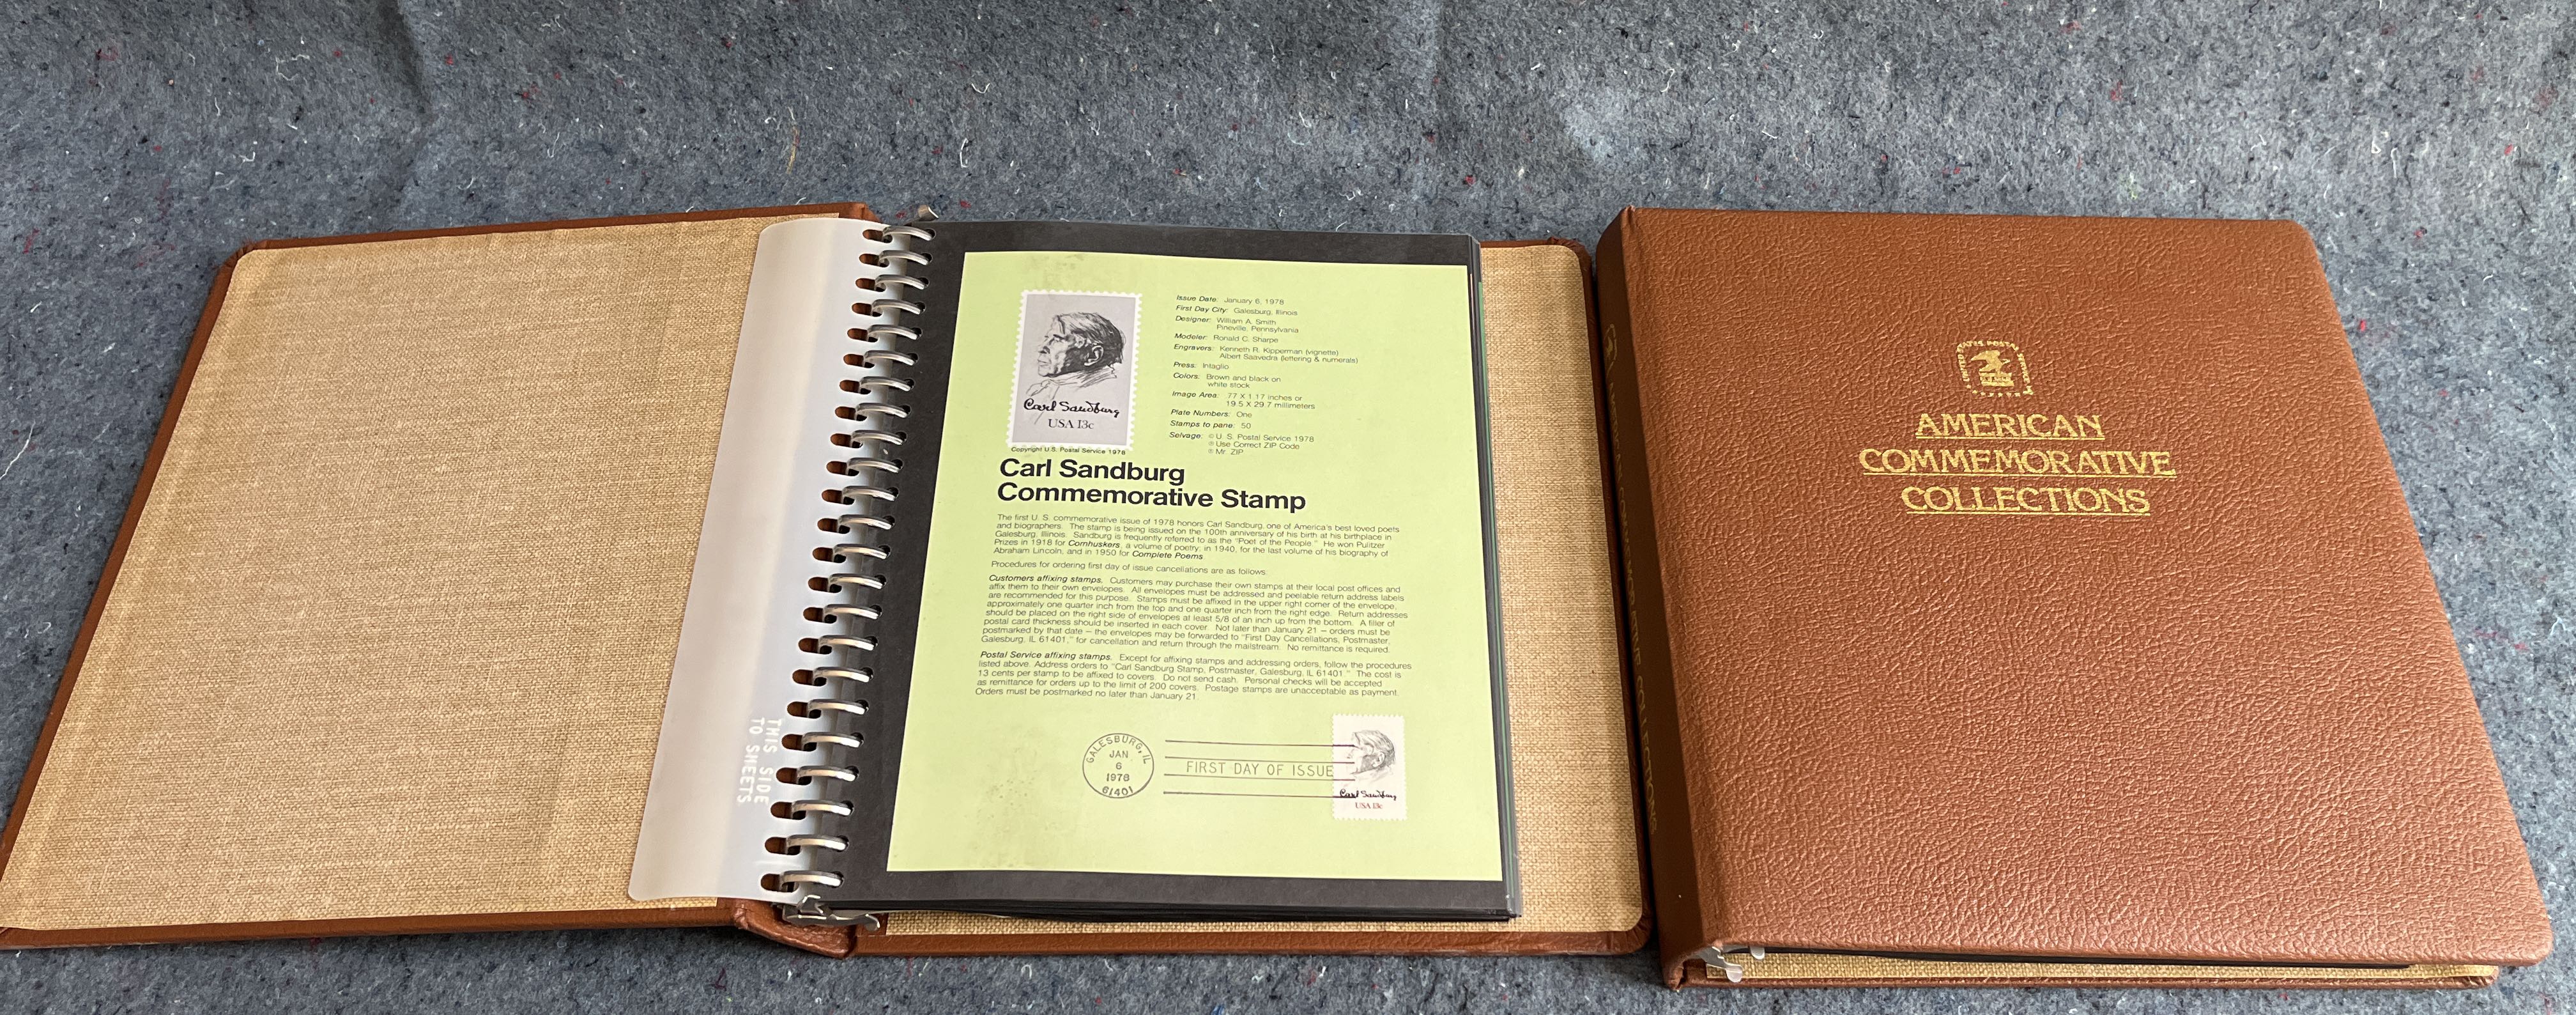 Carl Sandburg
USA 13c
Copyright U.S. Postal Service 1978
Issue Date: January 6, 1978
First Day City: Galesburg, Illinois
Designer: William A. Smith
Pineville, Pennsylvania
Modeler: Ronald C. Sharpe
Engravers: Kenneth R. Kipperman (vignette)
Albert Saavedra (lettering & numerals)
Press: Intaglio
Colors: Brown and black on
white stock
Image Area: .77 X 1.17 inches or
19.5 X 29.7 millimeters
Plate Numbers: One
Stamps to pane: 50
Selvage: © U. S. Postal Service 1978
® Use Correct ZIP Code
® Mr. ZIP
Carl Sandburg
Commemorative Stamp
The first U. S. commemorative issue of 1978 honors Carl Sandburg, one of America's best loved poets
and biographers. The stamp is being issued on the 100th anniversary of his birth at his birthplace in
Galesburg, Illinois. Sandburg is frequently referred to as the "Poet of the People." He won Pulitzer
Prizes in 1918 for Cornhuskers, a volume of poetry; in 1940, for the last volume of his biography of
Abraham Lincoln; and in 1950 for Complete Poems.
Procedures for ordering first day of issue cancellations are as follows:
Customers affixing stamps. Customers may purchase their own stamps at their local post offices and
affix them to their own envelopes. All envelopes must be addressed and peelable return address labels
are recommended for this purpose. Stamps must be affixed in the upper right corner of the envelope,
approximately one quarter inch from the top and one quarter inch from the right edge. Return addresses
should be placed on the right side of envelopes at least 5/8 of an inch up from the bottom. A filler of
postal card thickness should be inserted in each cover. Not later than January 21 — orders must be
postmarked by that date — the envelopes may be forwarded to "First Day Cancellations, Postmaster,
Galesburg, IL 61401," for cancellation and return through the mailstream. No remittance is required.
Postal Service affixing stamps. Except for affixing stamps and addressing orders, follow the procedures
listed above. Address orders to "Carl Sandburg Stamp, Postmaster, Galesburg, IL 61401." The cost is
13 cents per stamp to be affixed to covers. Do not send cash. Personal checks will be accepted
as remittance for orders up to the limit of 200 covers. Postage stamps are unacceptable as payment.
Orders must be postmarked no later than January 21.
GALESBURG, IL
JAN
6
1978
61401
FIRST DAY OF ISSUE
Carl Sandburg
USA 13c
THIS SIDE
TO SHEETS
UNITED STATES POSTAL SERVICE
U.S. MAIL
AMERICAN
COMMEMORATIVE
COLLECTIONS
AMERICAN COMMEMORATIVE COLLECTIONS